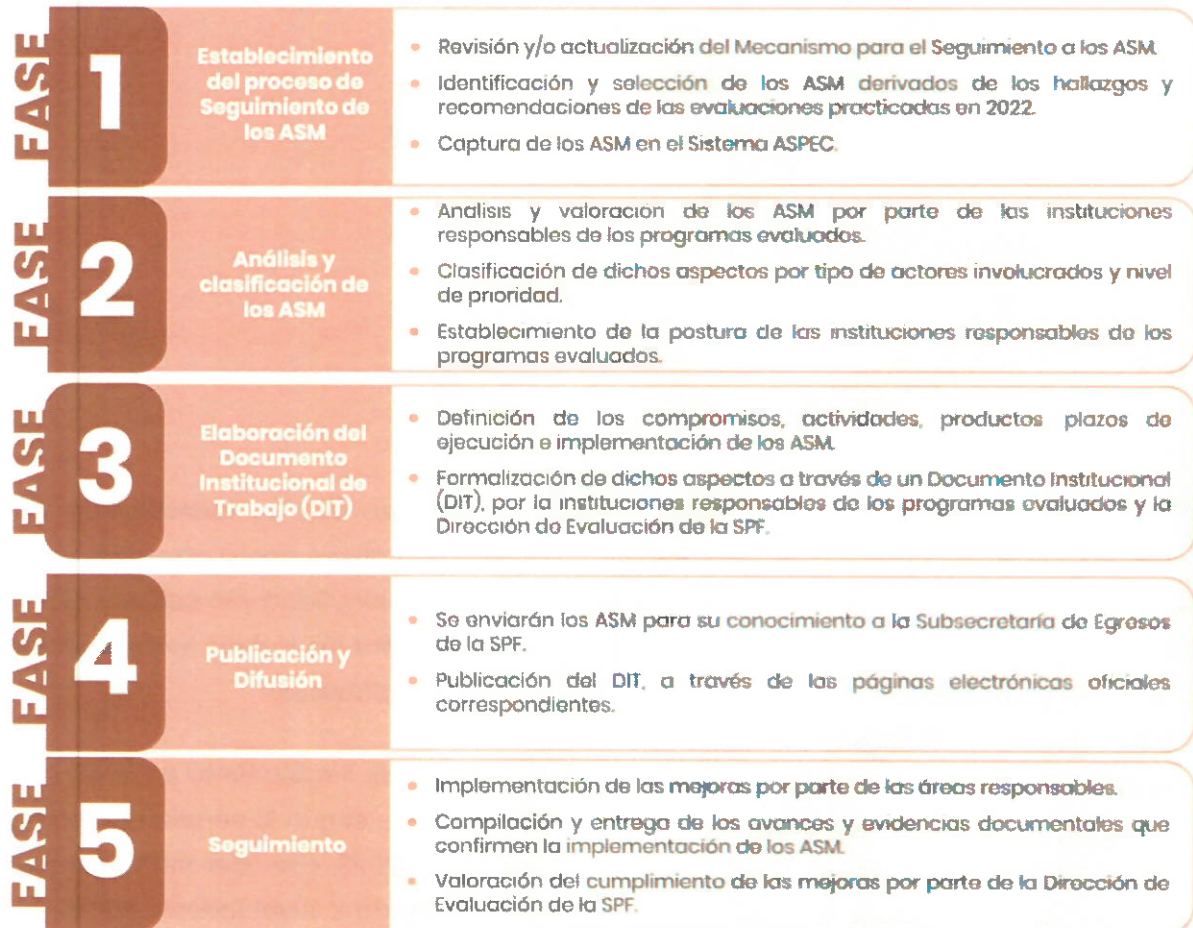 FASE
1
Establecimiento
del proceso de
Seguimiento de
los ASM
• Revisión y/o actualización del Mecanismo para el Seguimiento a los ASM.
• Identificación y selección de los ASM derivados de los hallazgos y
recomendaciones de las evaluaciones practicadas en 2022.
• Captura de los ASM en el Sistema ASPEC.
FASE
2
Análisis y
clasificación de
los ASM
• Analisis y valoración de los ASM por parte de las instituciones
responsables de los programas evaluados.
• Clasificación de dichos aspectos por tipo de actores involucrados y nivel
de prioridad.
• Establecimiento de la postura de las instituciones responsables de los
programas evaluados.
FASE
3
Elaboración del
Documento
Institucional de
Trabajo (DIT)
• Definición de los compromisos, actividades, productos plazos de
ejecución e implementación de los ASM.
• Formalización de dichos aspectos a través de un Documento Institucional
(DIT), por la instituciones responsables de los programas evaluados y la
Dirección de Evaluación de la SPF.
FASE
4
Publicación y
Difusión
• Se enviarán los ASM para su conocimiento a la Subsecretaría de Egresos
de la SPF.
• Publicación del DIT, a través de las páginas electrónicas oficiales
correspondientes.
FASE
5
Seguimiento
• Implementación de las mejoras por parte de las áreas responsables.
• Compilación y entrega de los avances y evidencias documentales que
confirmen la implementación de los ASM.
• Valoración del cumplimiento de las mejoras por parte de la Dirección de
Evaluación de la SPF.